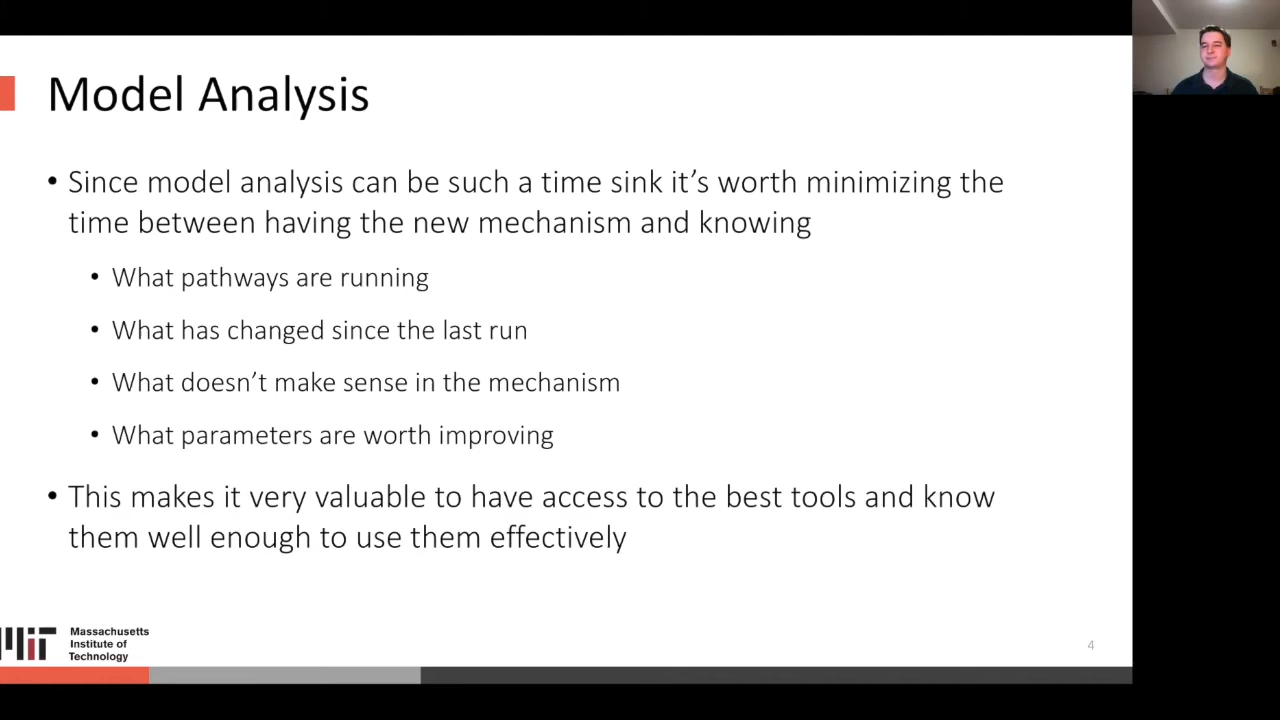 Model Analysis
• Since model analysis can be such a time sink it’s worth minimizing the
time between having the new mechanism and knowing
• What pathways are running
• What has changed since the last run
• What doesn’t make sense in the mechanism
• What parameters are worth improving
• This makes it very valuable to have access to the best tools and know
them well enough to use them effectively
MIT
Massachusetts
Institute of
Technology
4